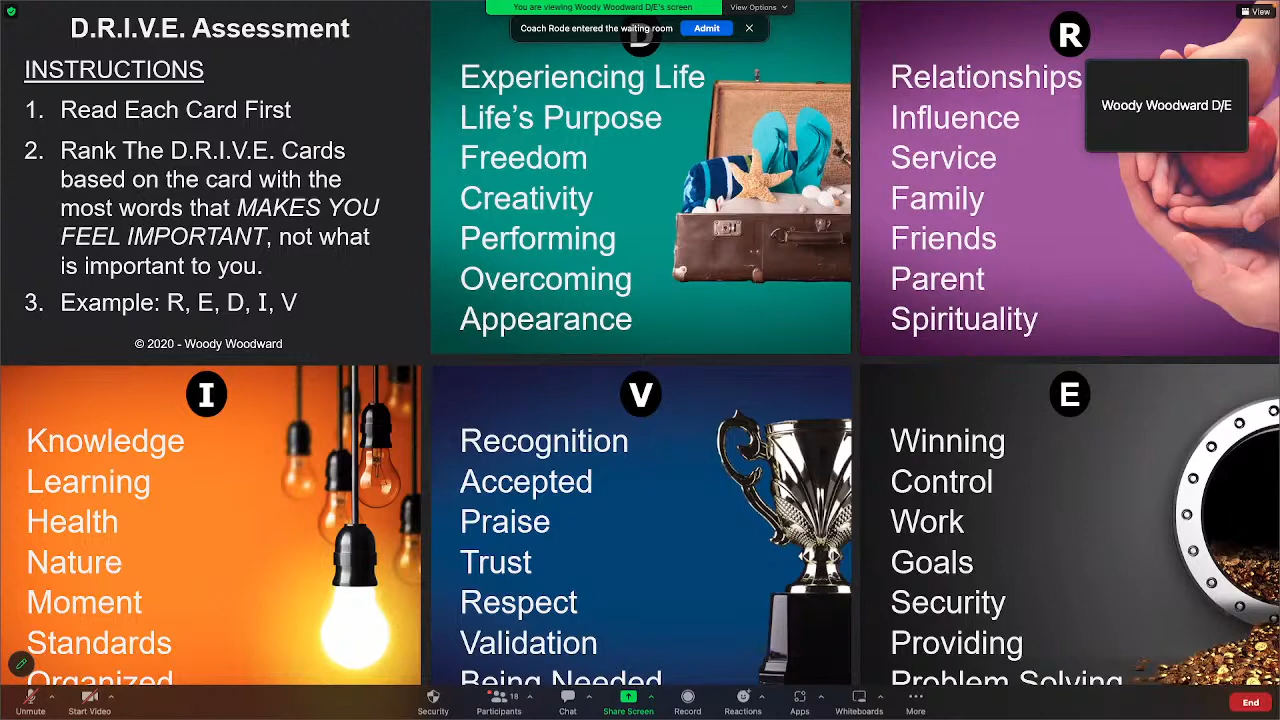 You are viewing Woody Woodward D/E's screen
View Options
Coach Rode entered the waiting room
Admit
View
D.R.I.V.E. Assessment
INSTRUCTIONS
1. Read Each Card First
2. Rank The D.R.I.V.E. Cards
based on the card with the
most words that MAKES YOU
FEEL IMPORTANT, not what
is important to you.
3. Example: R, E, D, I, V
© 2020 - Woody Woodward
D
Experiencing Life
Life's Purpose
Freedom
Creativity
Performing
Overcoming
Appearance
R
Relationships
Influence
Service
Family
Friends
Parent
Spirituality
Woody Woodward D/E
I
Knowledge
Learning
Health
Nature
Moment
Standards
Organized
V
Recognition
Accepted
Praise
Trust
Respect
Validation
Being Needed
E
Winning
Control
Work
Goals
Security
Providing
Problem Solving
Unmute
Start Video
Security
18
Participants
Chat
Share Screen
Record
Reactions
Apps
Whiteboards
More
End